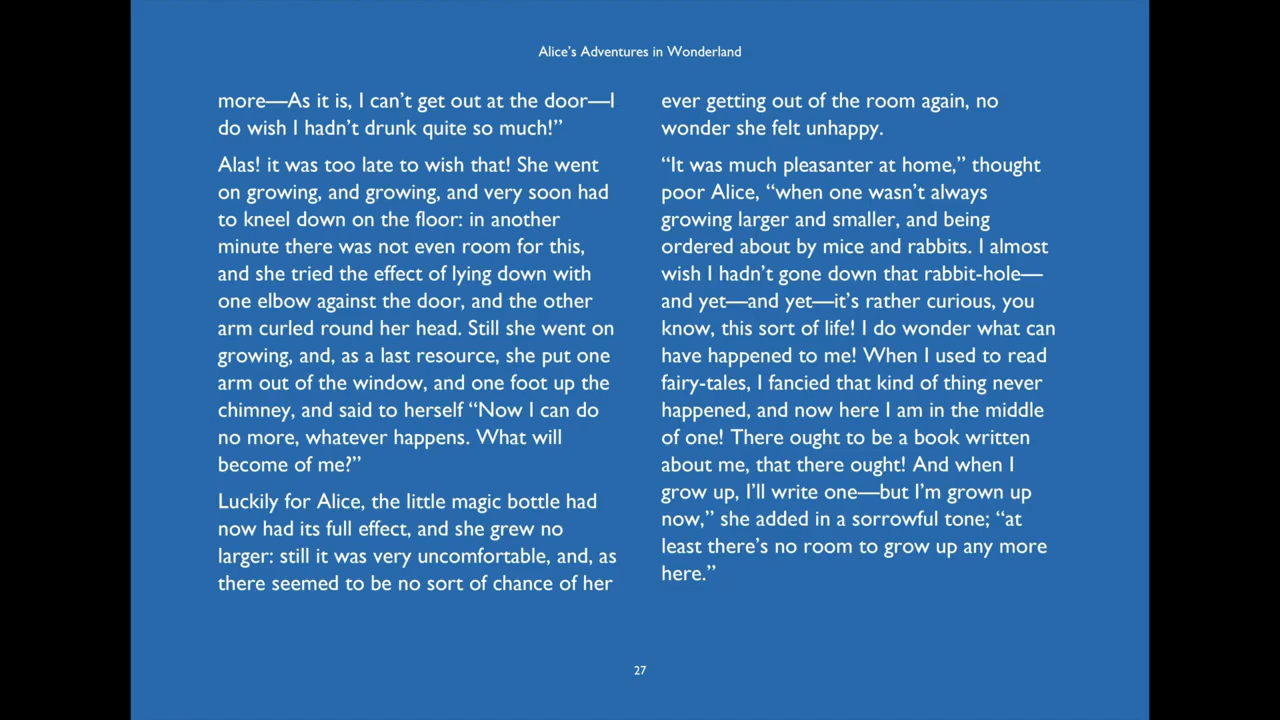 Alice’s Adventures in Wonderland
more—As it is, I can’t get out at the door—I
do wish I hadn’t drunk quite so much!”
Alas! it was too late to wish that! She went
on growing, and growing, and very soon had
to kneel down on the floor: in another
minute there was not even room for this,
and she tried the effect of lying down with
one elbow against the door, and the other
arm curled round her head. Still she went on
growing, and, as a last resource, she put one
arm out of the window, and one foot up the
chimney, and said to herself “Now I can do
no more, whatever happens. What will
become of me?”
Luckily for Alice, the little magic bottle had
now had its full effect, and she grew no
larger: still it was very uncomfortable, and, as
there seemed to be no sort of chance of her
ever getting out of the room again, no
wonder she felt unhappy.
“It was much pleasanter at home,” thought
poor Alice, “when one wasn’t always
growing larger and smaller, and being
ordered about by mice and rabbits. I almost
wish I hadn’t gone down that rabbit-hole—
and yet—and yet—it’s rather curious, you
know, this sort of life! I do wonder what can
have happened to me! When I used to read
fairy-tales, I fancied that kind of thing never
happened, and now here I am in the middle
of one! There ought to be a book written
about me, that there ought! And when I
grow up, I’ll write one—but I’m grown up
now,” she added in a sorrowful tone; “at
least there’s no room to grow up any more
here.”
27